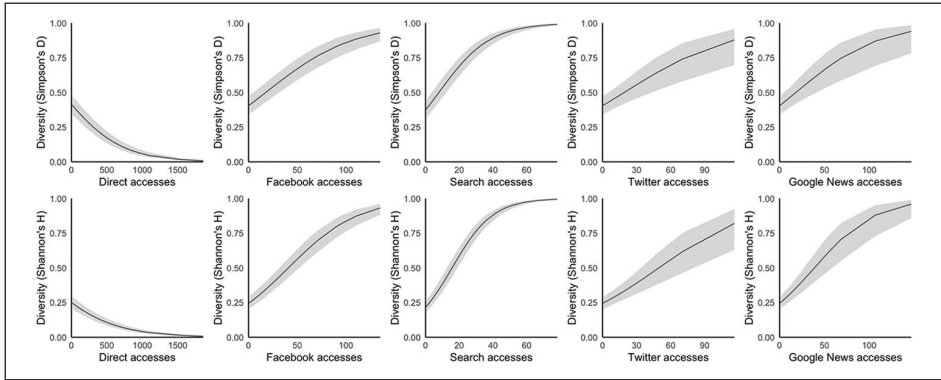 Diversity (Simpson's D)
1.00
0.75
0.50
0.25
0.00
0 500 1000 1500
Direct accesses
Diversity (Simpson's D)
1.00
0.75
0.50
0.25
0.00
0 50 100
Facebook accesses
Diversity (Simpson's D)
1.00
0.75
0.50
0.25
0.00
0 20 40 60
Search accesses
Diversity (Simpson's D)
1.00
0.75
0.50
0.25
0.00
0 30 60 90
Twitter accesses
Diversity (Simpson's D)
1.00
0.75
0.50
0.25
0.00
0 50 100
Google News accesses
Diversity (Shannon's H)
1.00
0.75
0.50
0.25
0.00
0 500 1000 1500
Direct accesses
Diversity (Shannon's H)
1.00
0.75
0.50
0.25
0.00
0 50 100
Facebook accesses
Diversity (Shannon's H)
1.00
0.75
0.50
0.25
0.00
0 20 40 60
Search accesses
Diversity (Shannon's H)
1.00
0.75
0.50
0.25
0.00
0 30 60 90
Twitter accesses
Diversity (Shannon's H)
1.00
0.75
0.50
0.25
0.00
0 50 100
Google News accesses